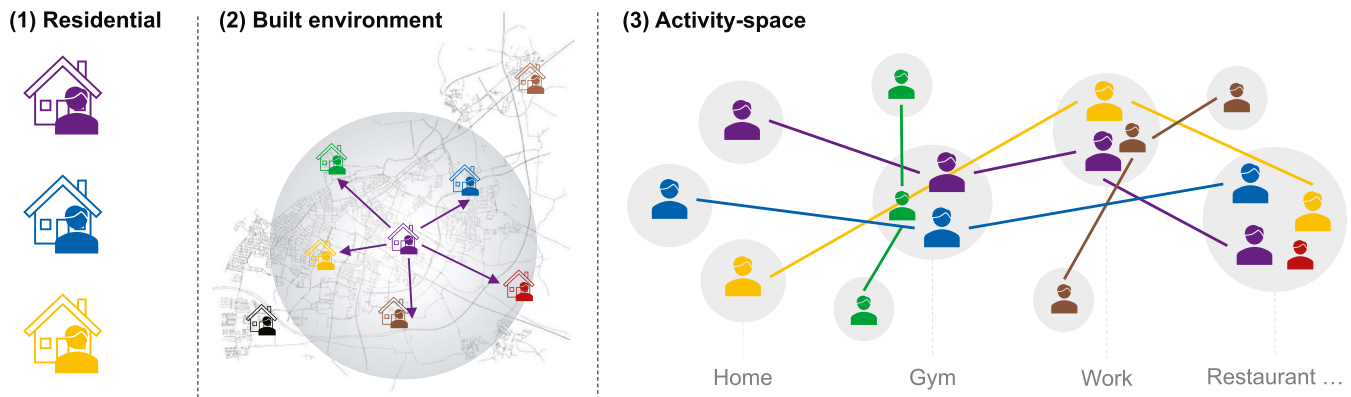 (1) Residential
(2) Built environment
(3) Activity-space
Home
Gym
Work
Restaurant ...